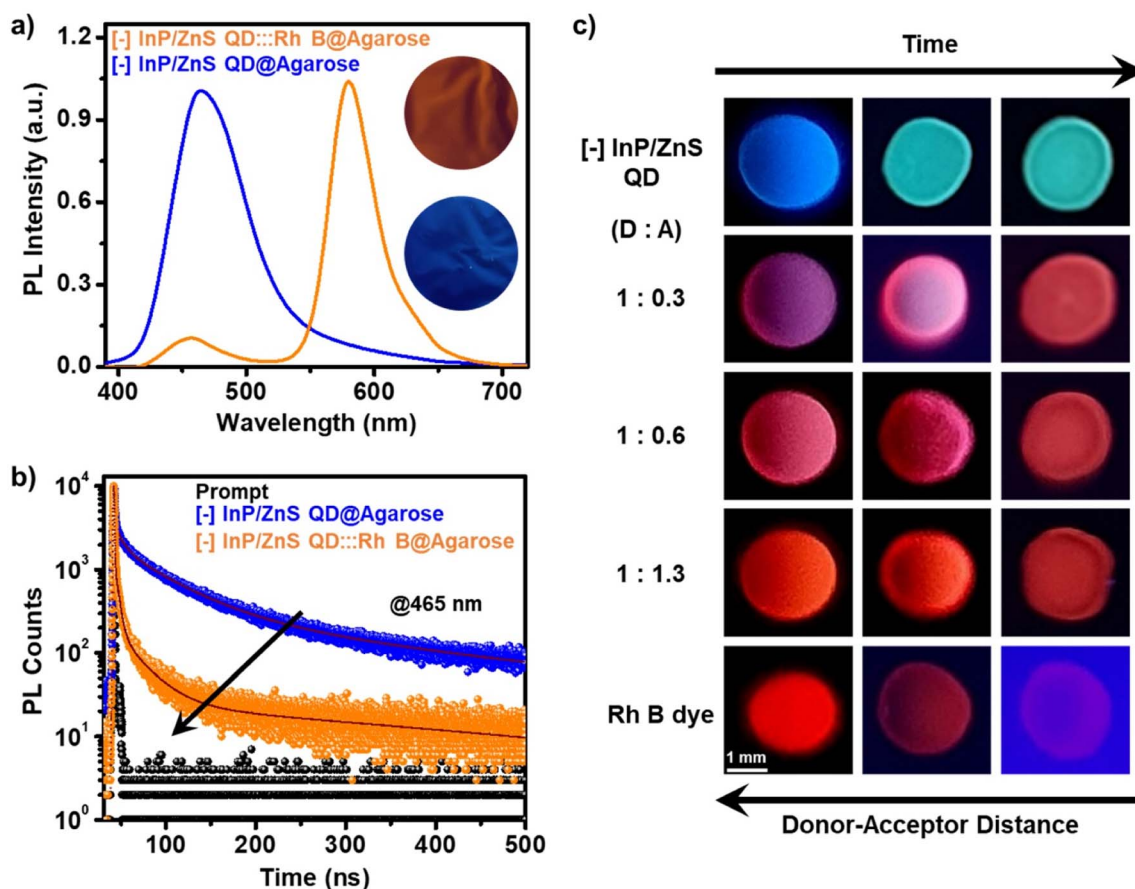 a)
[-] InP/ZnS QD:::Rh B@Agarose
[-] InP/ZnS QD@Agarose
1.2
0.9
0.6
0.3
0.0
PL Intensity (a.u.)
400 500 600 700
Wavelength (nm)
b)
Prompt
[-] InP/ZnS QD@Agarose
[-] InP/ZnS QD:::Rh B@Agarose
@465 nm
10⁴
10³
10²
10¹
10⁰
PL Counts
100 200 300 400 500
Time (ns)
c)
Time
[-] InP/ZnS
QD
(D : A)
1 : 0.3
1 : 0.6
1 : 1.3
Rh B dye
1 mm
Donor-Acceptor Distance